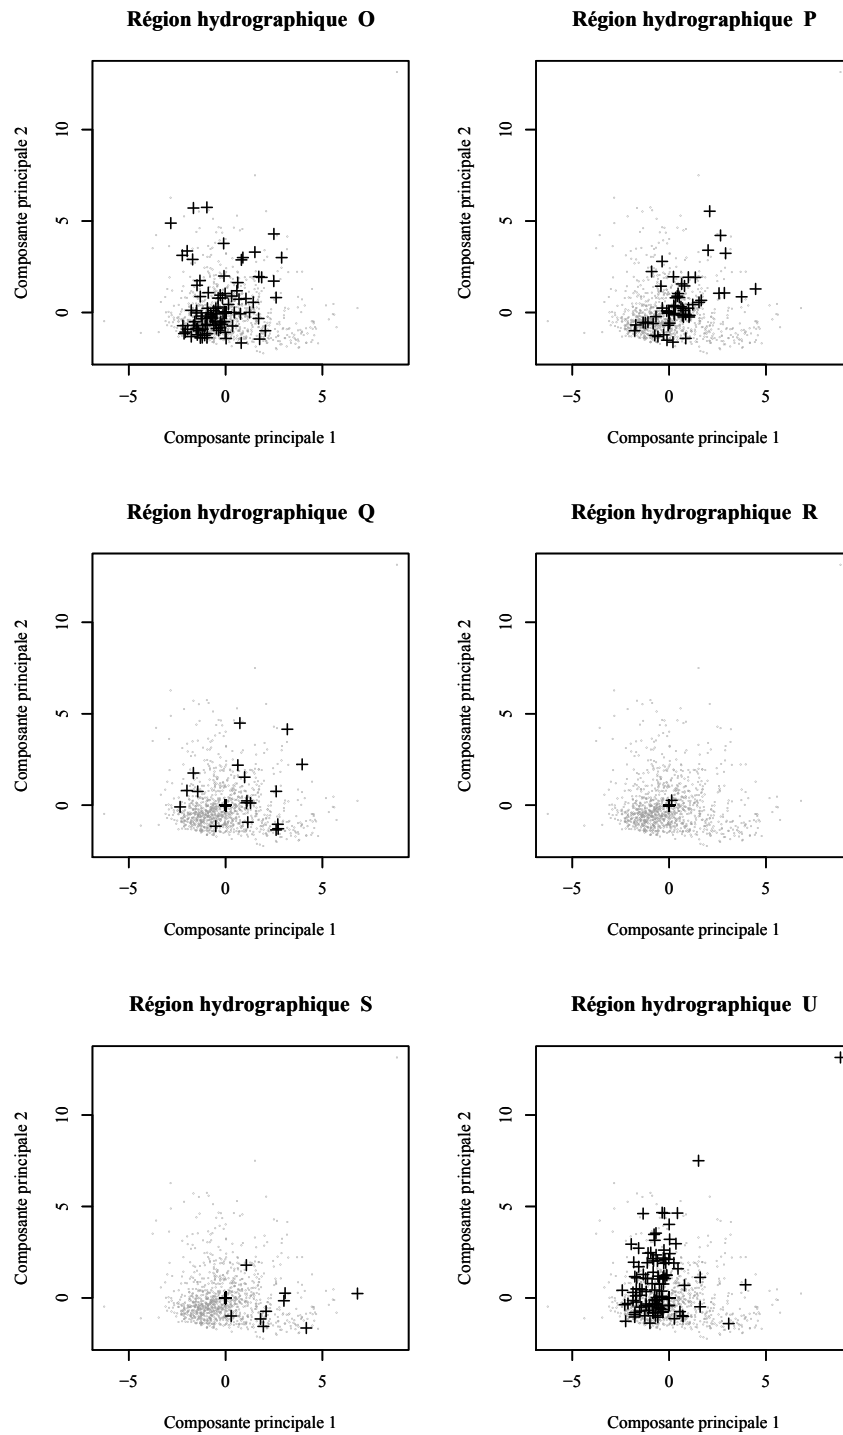 Région hydrographique O
Composante principale 2
10
5
0
−5 0 5
Composante principale 1
Région hydrographique P
Composante principale 2
10
5
0
−5 0 5
Composante principale 1
Région hydrographique Q
Composante principale 2
10
5
0
−5 0 5
Composante principale 1
Région hydrographique R
Composante principale 2
10
5
0
−5 0 5
Composante principale 1
Région hydrographique S
Composante principale 2
10
5
0
−5 0 5
Composante principale 1
Région hydrographique U
Composante principale 2
10
5
0
−5 0 5
Composante principale 1